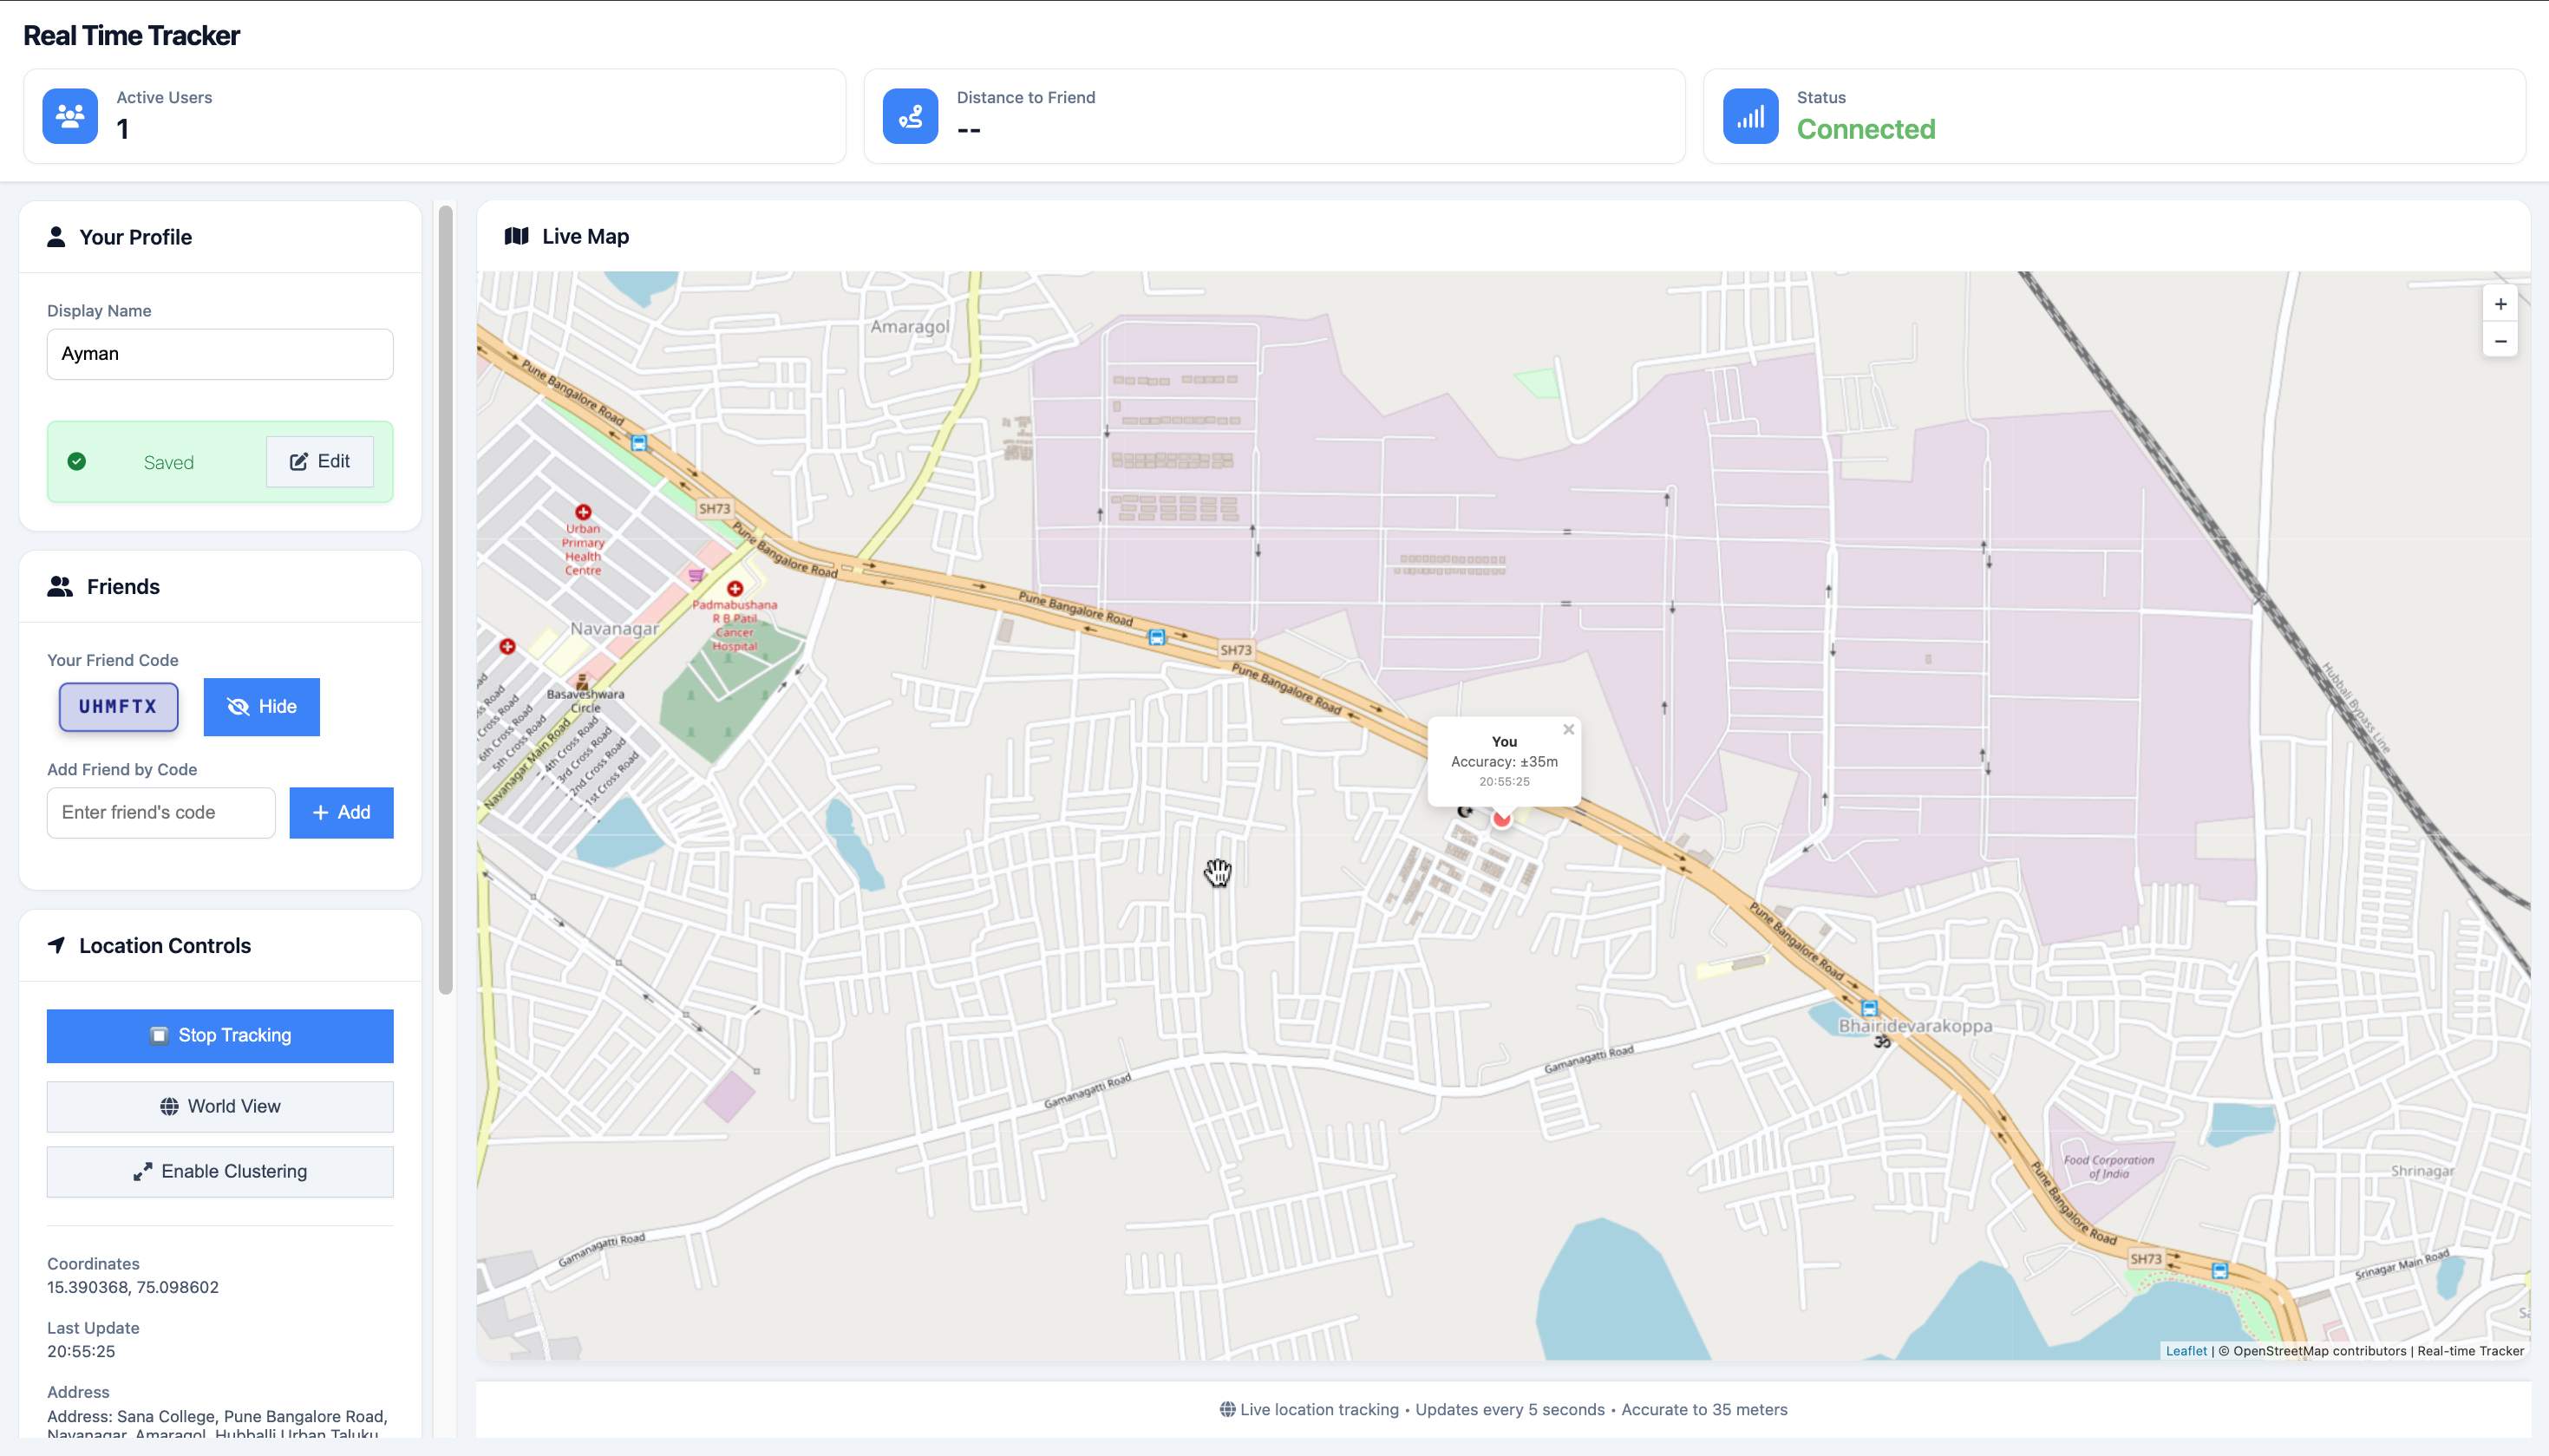 Real Time Tracker
Active Users
1
Distance to Friend
--
Status
Connected
Your Profile
Display Name
Ayman
Saved
Edit
Friends
Your Friend Code
UHMFTX
Hide
Add Friend by Code
Enter friend's code
+ Add
Location Controls
Stop Tracking
World View
Enable Clustering
Coordinates
15.390368, 75.098602
Last Update
20:55:25
Address
Address: Sana College, Pune Bangalore Road,
Navanagar, Amaragol, Hubballi Urban Taluku,
Live Map
+
−
Amaragol
Pune Bangalore Road
SH73
Pune Bangalore Road
Urban
Primary
Health
Centre
Padmabushana
R B Patil
Cancer
Hospital
Navanagar
Basaveshwara
Circle
Navanagar Main Road
6th Cross Road
5th Cross Road
4th Cross Road
3rd Cross Road
2nd Cross Road
1st Cross Road
Pune Bangalore Road
SH73
Pune Bangalore Road
You
×
Accuracy: ±35m
20:55:25
Hubballi Bypass Line
Pune Bangalore Road
Bhairidevarakoppa
ॐ
Gamanagatti Road
Gamanagatti Road
Gamanagatti Road
Food Corporation
of India
Shrinagar
Pune Bangalore Road
SH73
Srinagar Main Road
Leaflet | © OpenStreetMap contributors | Real-time Tracker
Live location tracking • Updates every 5 seconds • Accurate to 35 meters